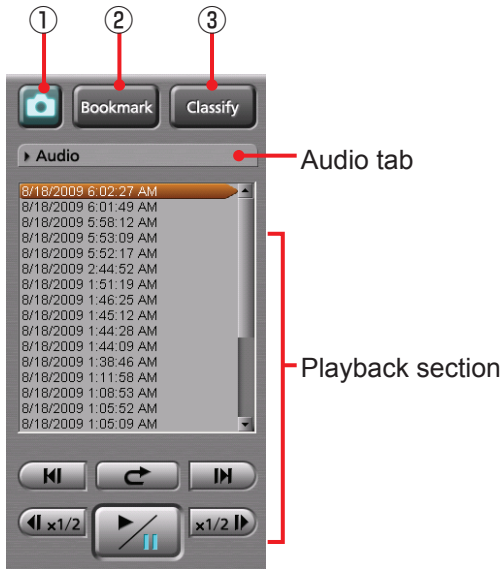 ① ② ③
Bookmark Classify
Audio Audio tab
8/18/2009 6:02:27 AM
8/18/2009 6:01:49 AM
8/18/2009 5:58:12 AM
8/18/2009 5:53:09 AM
8/18/2009 5:52:17 AM
8/18/2009 2:44:52 AM
8/18/2009 1:51:19 AM
8/18/2009 1:46:25 AM
8/18/2009 1:45:12 AM
8/18/2009 1:44:28 AM
8/18/2009 1:44:09 AM
8/18/2009 1:38:46 AM
8/18/2009 1:11:58 AM
8/18/2009 1:08:53 AM
8/18/2009 1:05:52 AM
8/18/2009 1:05:09 AM
Playback section
x1/2 x1/2